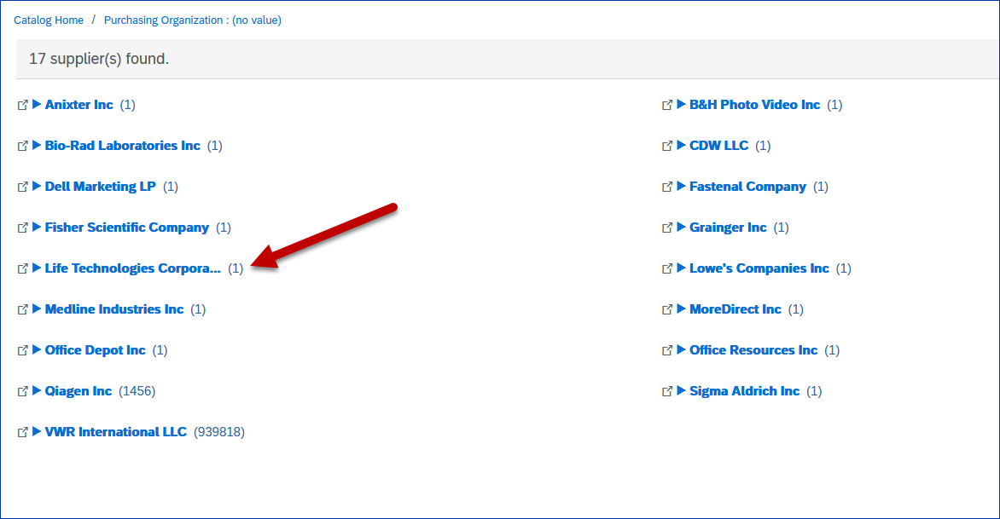 Catalog Home / Purchasing Organization : (no value)
17 supplier(s) found.
Anixter Inc (1)
B&H Photo Video Inc (1)
Bio-Rad Laboratories Inc (1)
CDW LLC (1)
Dell Marketing LP (1)
Fastenal Company (1)
Fisher Scientific Company (1)
Grainger Inc (1)
Life Technologies Corpora... (1)
Lowe's Companies Inc (1)
Medline Industries Inc (1)
MoreDirect Inc (1)
Office Depot Inc (1)
Office Resources Inc (1)
Qiagen Inc (1456)
Sigma Aldrich Inc (1)
VWR International LLC (939818)